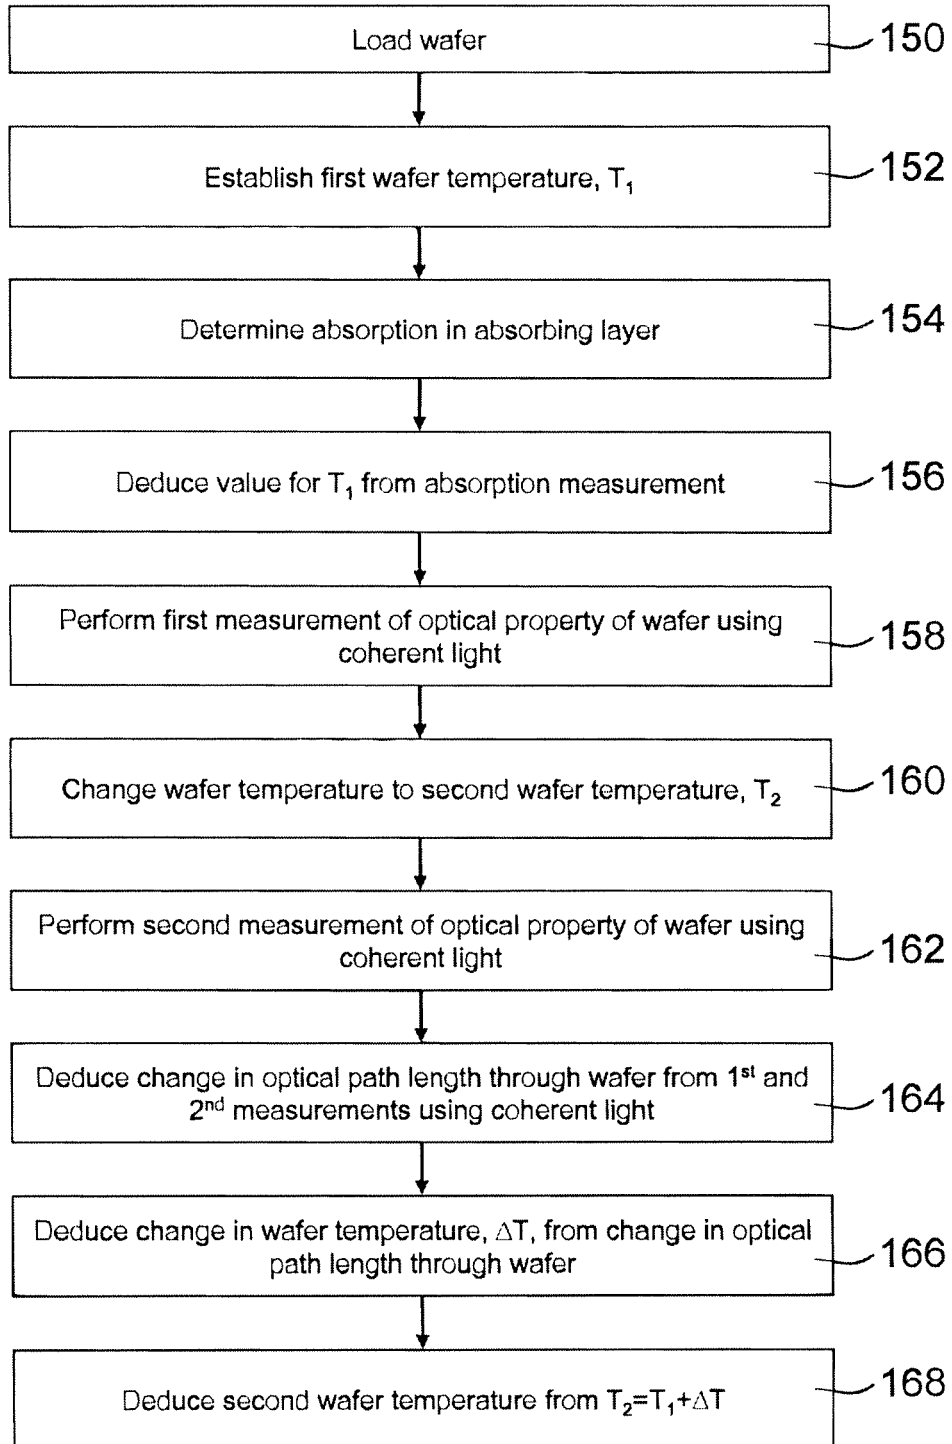 Load wafer
150
Establish first wafer temperature, T₁
152
Determine absorption in absorbing layer
154
Deduce value for T₁ from absorption measurement
156
Perform first measurement of optical property of wafer using
coherent light
158
Change wafer temperature to second wafer temperature, T₂
160
Perform second measurement of optical property of wafer using
coherent light
162
Deduce change in optical path length through wafer from 1ˢᵗ and
2ⁿᵈ measurements using coherent light
164
Deduce change in wafer temperature, ΔT, from change in optical
path length through wafer
166
Deduce second wafer temperature from T₂=T₁+ΔT
168